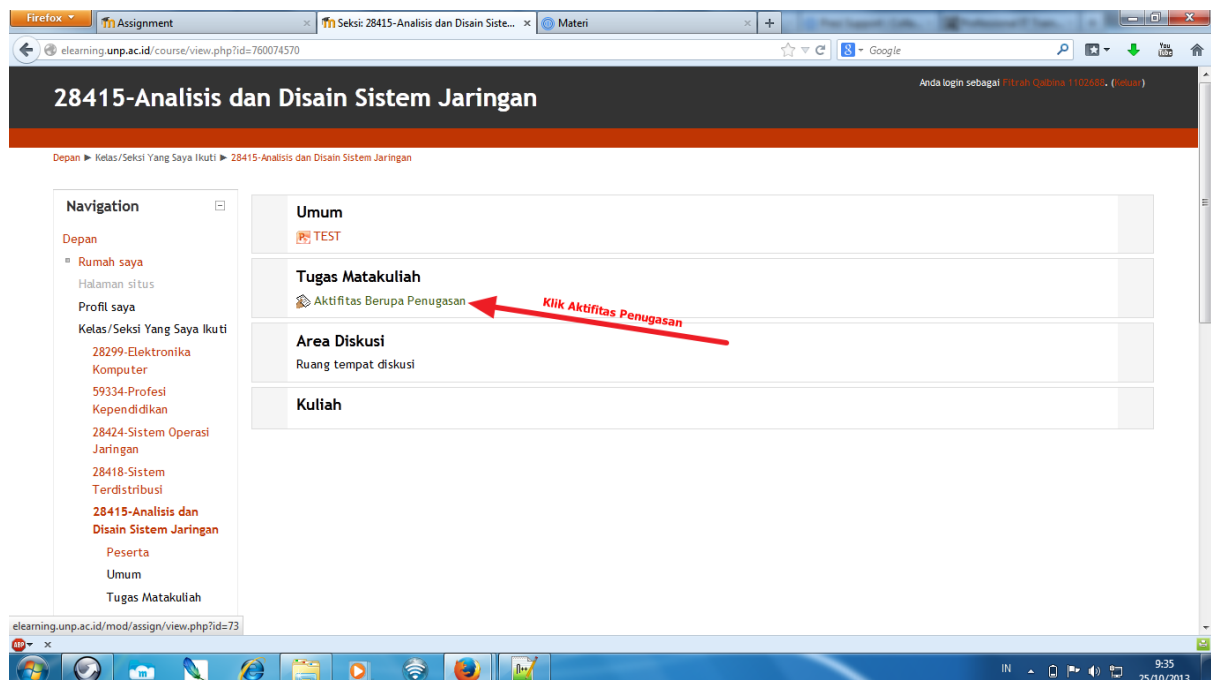 Firefox
Assignment
Seksi: 28415-Analisis dan Disain Siste...
Materi
elearning.unp.ac.id/course/view.php?id=760074570
Google
You Tube
28415-Analisis dan Disain Sistem Jaringan
Anda login sebagai Fitrah Qalbina 1102688. (Keluar)
Depan ► Kelas/Seksi Yang Saya Ikuti ► 28415-Analisis dan Disain Sistem Jaringan
Navigation
Depan
Rumah saya
Halaman situs
Profil saya
Kelas/Seksi Yang Saya Ikuti
28299-Elektronika
Komputer
59334-Profesi
Kependidikan
28424-Sistem Operasi
Jaringan
28418-Sistem
Terdistribusi
28415-Analisis dan
Disain Sistem Jaringan
Peserta
Umum
Tugas Matakuliah
Umum
TEST
Tugas Matakuliah
Aktifitas Berupa Penugasan
Klik Aktifitas Penugasan
Area Diskusi
Ruang tempat diskusi
Kuliah
elearning.unp.ac.id/mod/assign/view.php?id=73
ABP
IN
9:35
25/10/2013